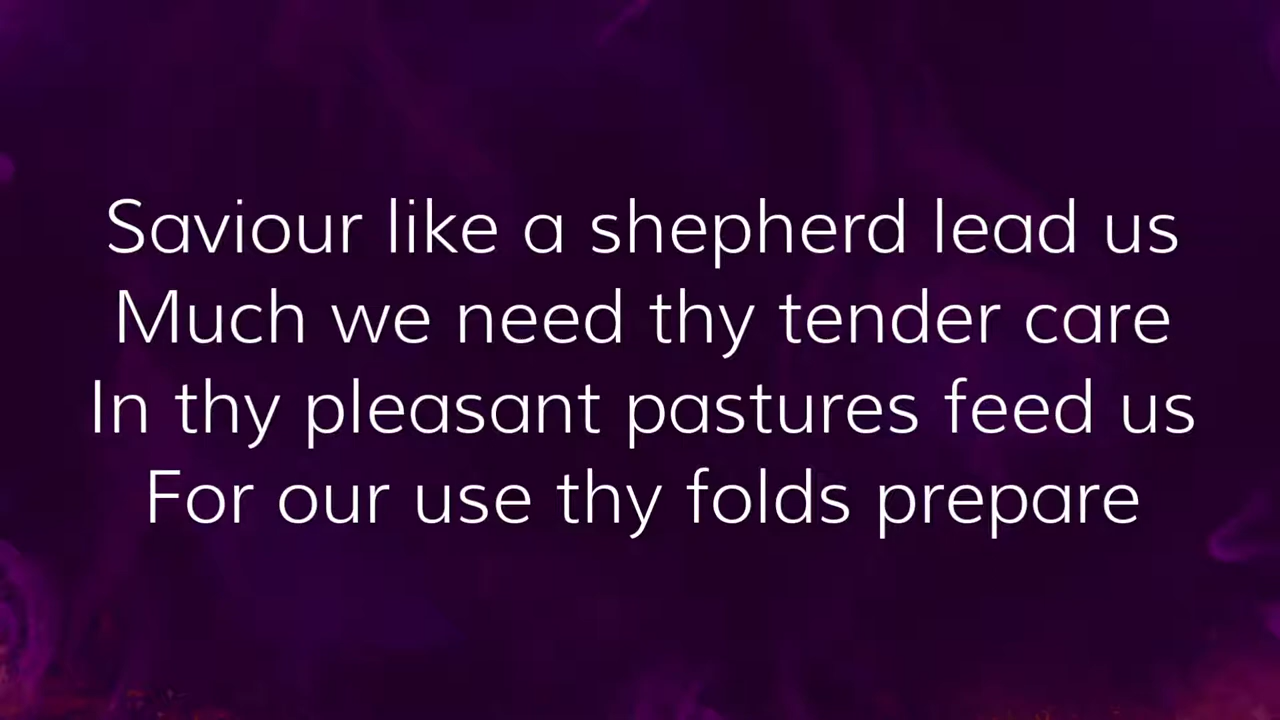 Saviour like a shepherd lead us
Much we need thy tender care
In thy pleasant pastures feed us
For our use thy folds prepare